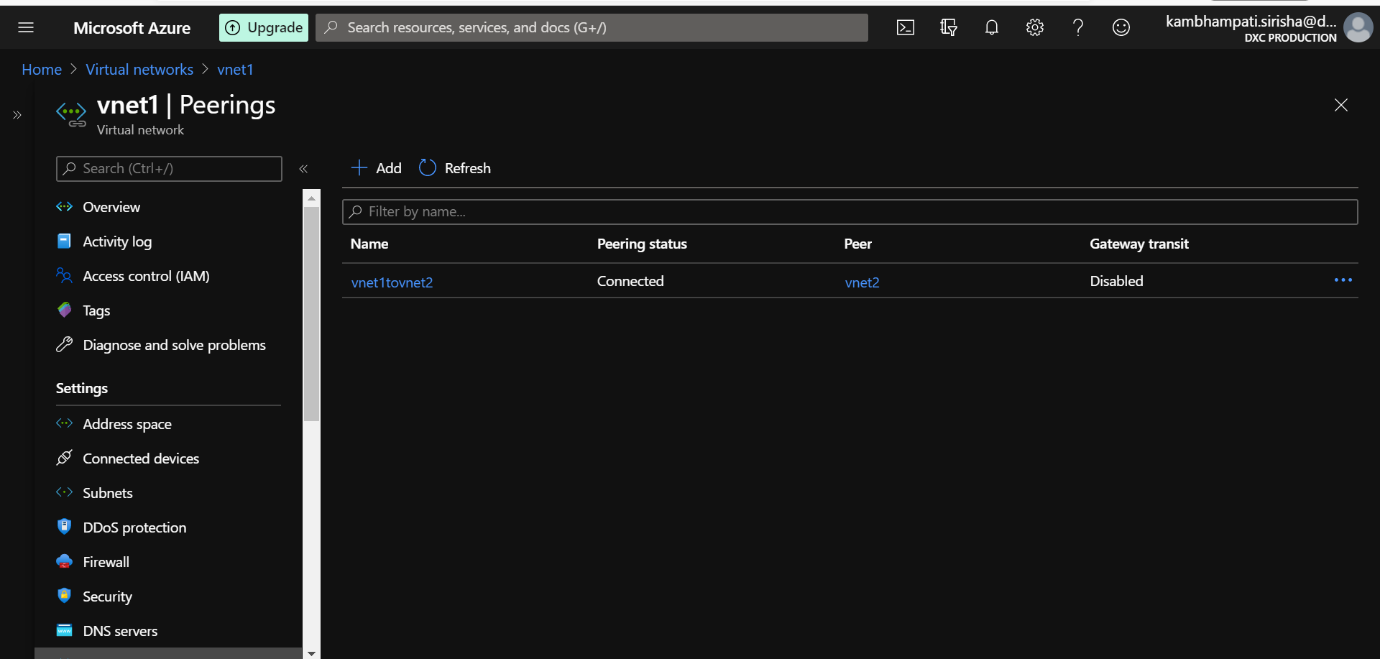 Microsoft Azure Upgrade Search resources, services, and docs (G+/) kambhampati.sirisha@d...
DXC PRODUCTION
Home > Virtual networks > vnet1
» vnet1 | Peerings
Virtual network
Search (Ctrl+/) «
Add Refresh
Overview
Filter by name...
Activity log
Name Peering status Peer Gateway transit
Access control (IAM)
vnet1tovnet2 Connected vnet2 Disabled ...
Tags
Diagnose and solve problems
Settings
Address space
Connected devices
Subnets
DDoS protection
Firewall
Security
DNS servers